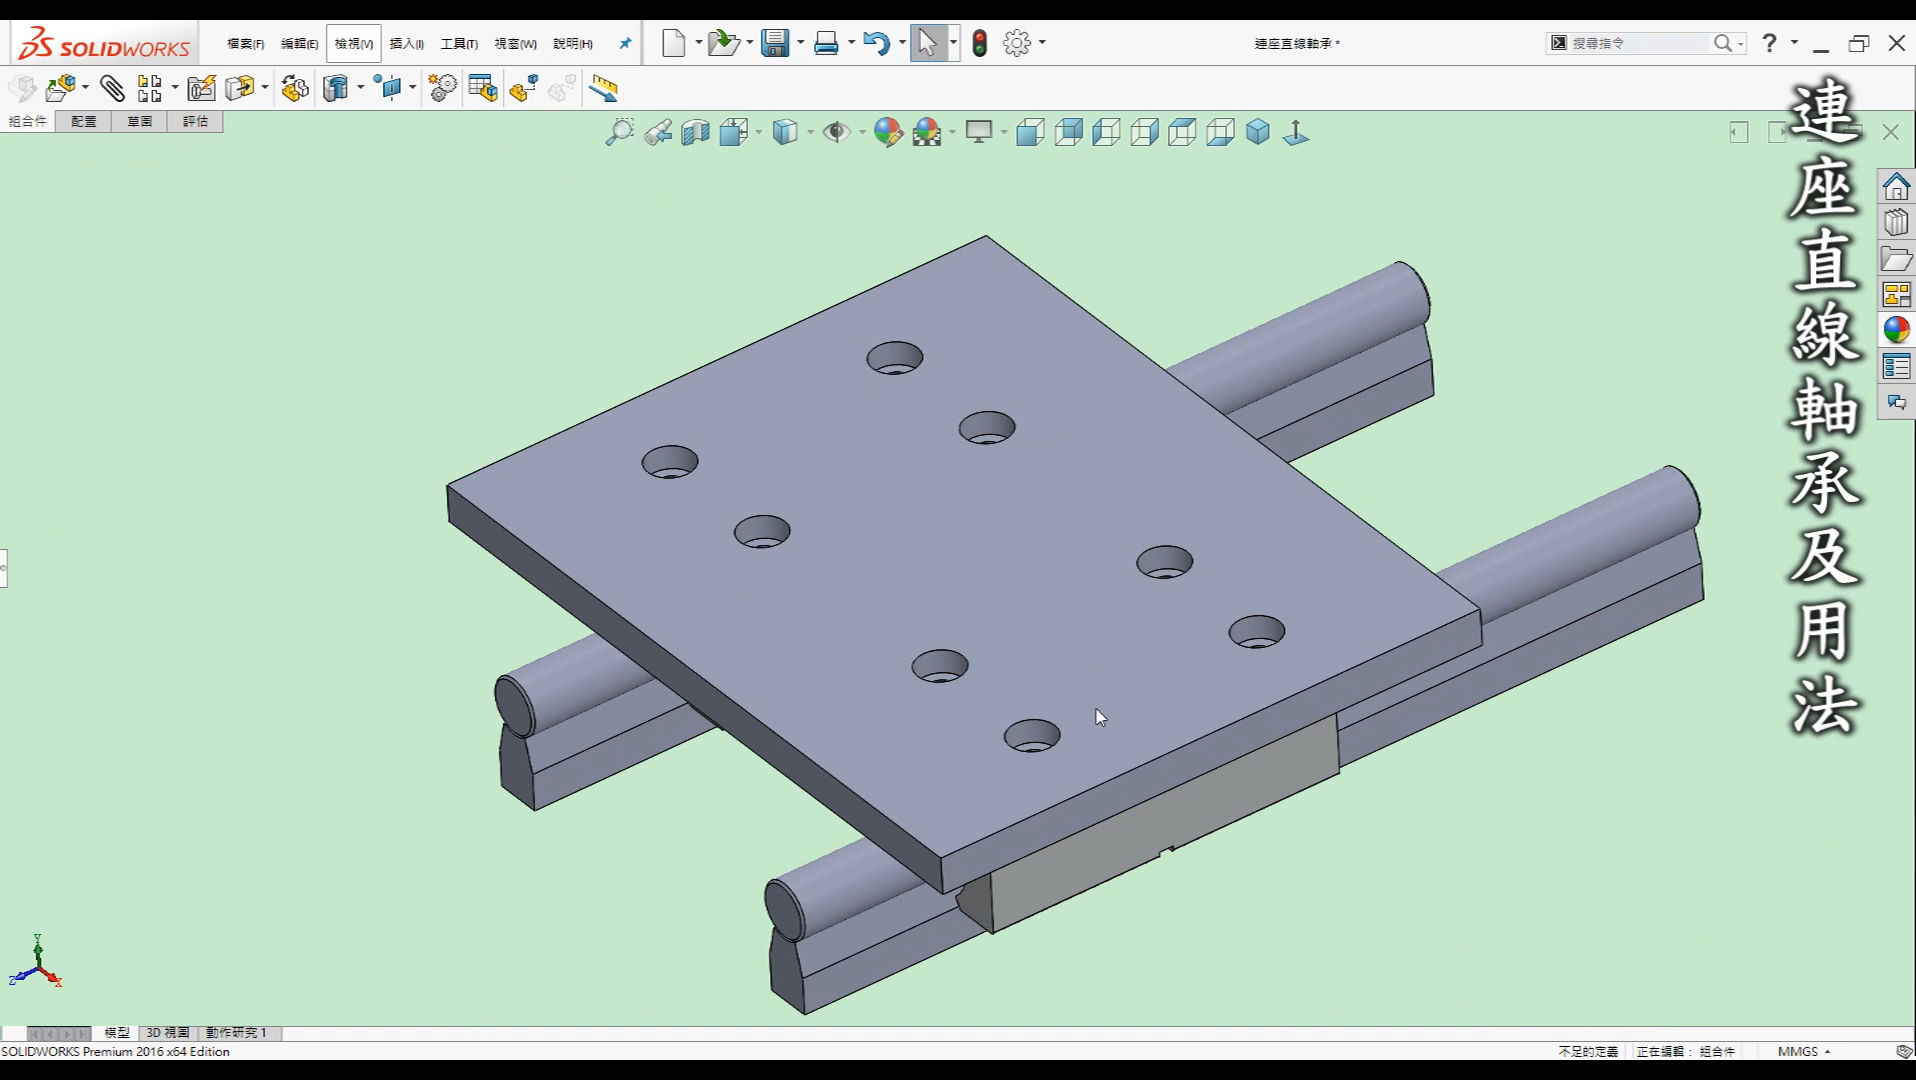 SOLIDWORKS
檔案(F) 編輯(E) 檢視(V) 插入(I) 工具(T) 視窗(W) 說明(H)
連座直線軸承 *
搜尋指令
組合件 配置 草圖 評估
連座直線軸承及用法
Y
Z
X
模型 3D 視圖 動作研究 1
SOLIDWORKS Premium 2016 x64 Edition
不足的定義 正在編輯： 組合件 MMGS